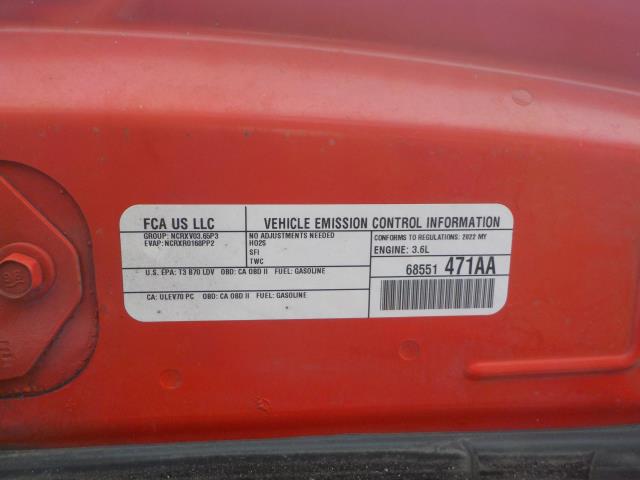 FCA US LLC
GROUP: NCRXV03.65P3
EVAP: NCRXR0168PP2
VEHICLE EMISSION CONTROL INFORMATION
NO ADJUSTMENTS NEEDED
HO2S
SFI
TWC
CONFORMS TO REGULATIONS: 2022 MY
ENGINE: 3.6L
U.S. EPA: T3 B70 LDV OBD: CA OBD II FUEL: GASOLINE
CA: ULEV70 PC OBD: CA OBD II FUEL: GASOLINE
68551 471AA